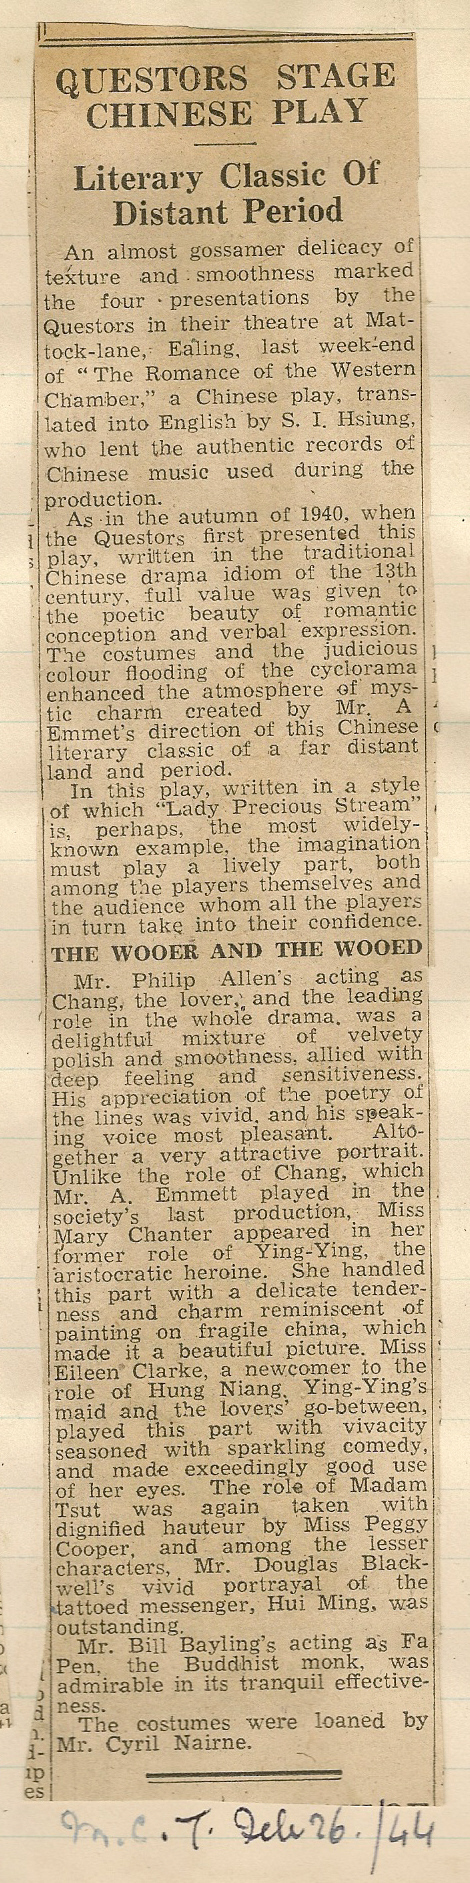 QUESTORS STAGE
CHINESE PLAY
Literary Classic Of
Distant Period
An almost gossamer delicacy of
texture and smoothness marked
the four presentations by the
Questors in their theatre at Mat-
tock-lane, Ealing, last week-end
of "The Romance of the Western
Chamber," a Chinese play, trans-
lated into English by S. I. Hsiung,
who lent the authentic records of
Chinese music used during the
production.
As in the autumn of 1940, when
the Questors first presented this
play, written in the traditional
Chinese drama idiom of the 13th
century, full value was given to
the poetic beauty of romantic
conception and verbal expression.
The costumes and the judicious
colour flooding of the cyclorama
enhanced the atmosphere of mys-
tic charm created by Mr. A
Emmet's direction of this Chinese
literary classic of a far distant
land and period.
In this play, written in a style
of which "Lady Precious Stream"
is, perhaps, the most widely-
known example, the imagination
must play a lively part, both
among the players themselves and
the audience whom all the players
in turn take into their confidence.
THE WOOER AND THE WOOED
Mr. Philip Allen's acting as
Chang, the lover, and the leading
role in the whole drama, was a
delightful mixture of velvety
polish and smoothness, allied with
deep feeling and sensitiveness.
His appreciation of the poetry of
the lines was vivid, and his speak-
ing voice most pleasant. Alto-
gether a very attractive portrait.
Unlike the role of Chang, which
Mr. A. Emmett played in the
society's last production, Miss
Mary Chanter appeared in her
former role of Ying-Ying, the
aristocratic heroine. She handled
this part with a delicate tender-
ness and charm reminiscent of
painting on fragile china, which
made it a beautiful picture. Miss
Eileen Clarke, a newcomer to the
role of Hung Niang, Ying-Ying's
maid and the lovers' go-between,
played this part with vivacity
seasoned with sparkling comedy,
and made exceedingly good use
of her eyes. The role of Madam
Tsut was again taken with
dignified hauteur by Miss Peggy
Cooper, and among the lesser
characters, Mr. Douglas Black-
well's vivid portrayal of the
tattoed messenger, Hui Ming, was
outstanding.
Mr. Bill Bayling's acting as Fa
Pen, the Buddhist monk, was
admirable in its tranquil effective-
ness.
The costumes were loaned by
Mr. Cyril Nairne.
M.C.T. Feb 26./44